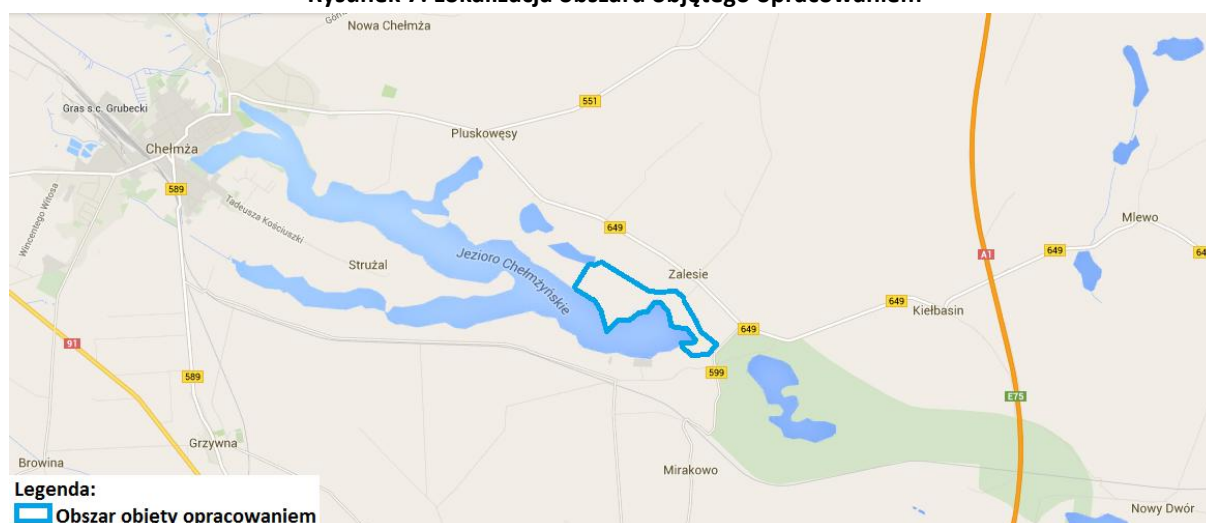 Rysunek 7. Lokalizacja obszaru objętego opracowaniem
Nowa Chełmża
Gras s.c. Grubecki
551
Pluskowęsy
Chełmża
589
Tadeusza Kościuszki
Wincentego Witosa
Mlewo
649
Strużal
Jezioro Chełmżyńskie
Zalesie
A1
649
64
649
649
Kiełbasin
91
599
589
E75
Grzywna
Browina
Mirakowo
Legenda:
Obszar objęty opracowaniem
Nowy Dwór